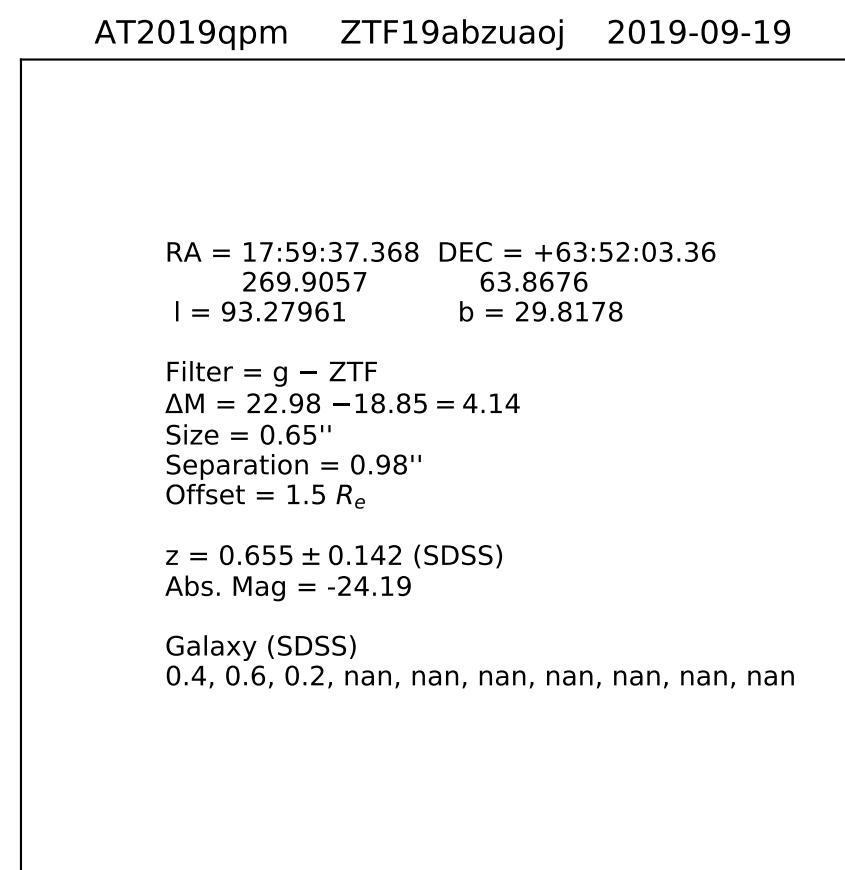 AT2019qpm ZTF19abzuaoj 2019-09-19
RA = 17:59:37.368 DEC = +63:52:03.36
269.9057 63.8676
l = 93.27961 b = 29.8178
Filter = g − ZTF
ΔM = 22.98 −18.85 = 4.14
Size = 0.65''
Separation = 0.98''
Offset = 1.5 Re
z = 0.655 ± 0.142 (SDSS)
Abs. Mag = -24.19
Galaxy (SDSS)
0.4, 0.6, 0.2, nan, nan, nan, nan, nan, nan, nan